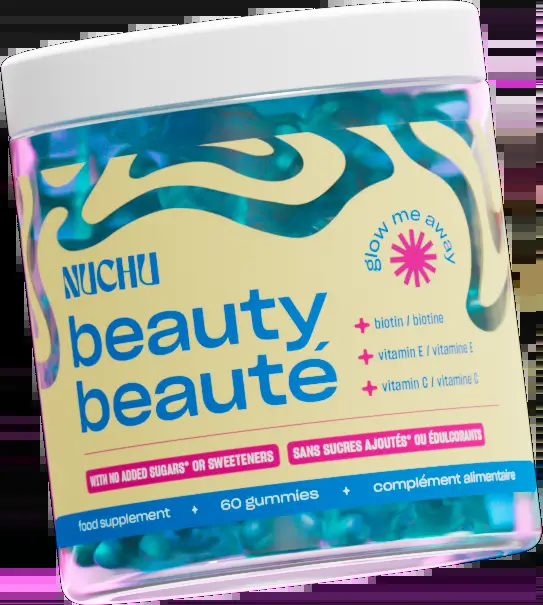 NUCHU
beauty
beauté
glow me away
biotin / biotine
vitamin E / vitamine E
vitamin C / vitamine C
WITH NO ADDED SUGARS* OR SWEETENERS
SANS SUCRES AJOUTÉS* OU ÉDULCORANTS
food supplement + 60 gummies + complément alimentaire